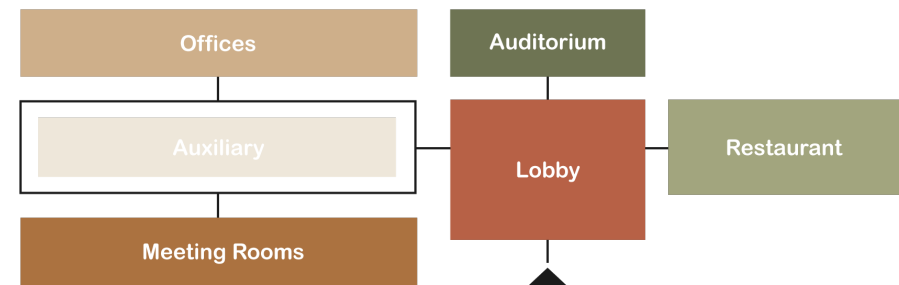 Offices
Auditorium
Auxiliary
Lobby
Restaurant
Meeting Rooms